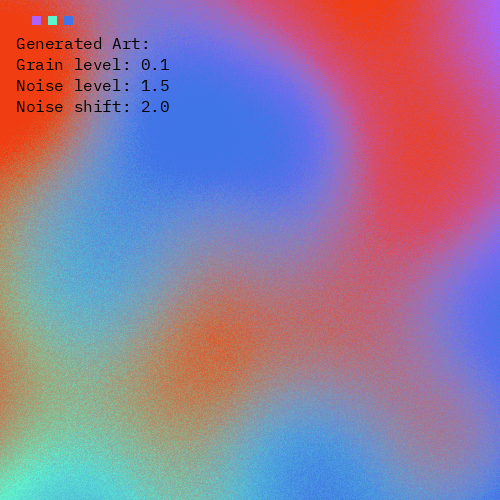 Generated Art:
Grain level: 0.1
Noise level: 1.5
Noise shift: 2.0